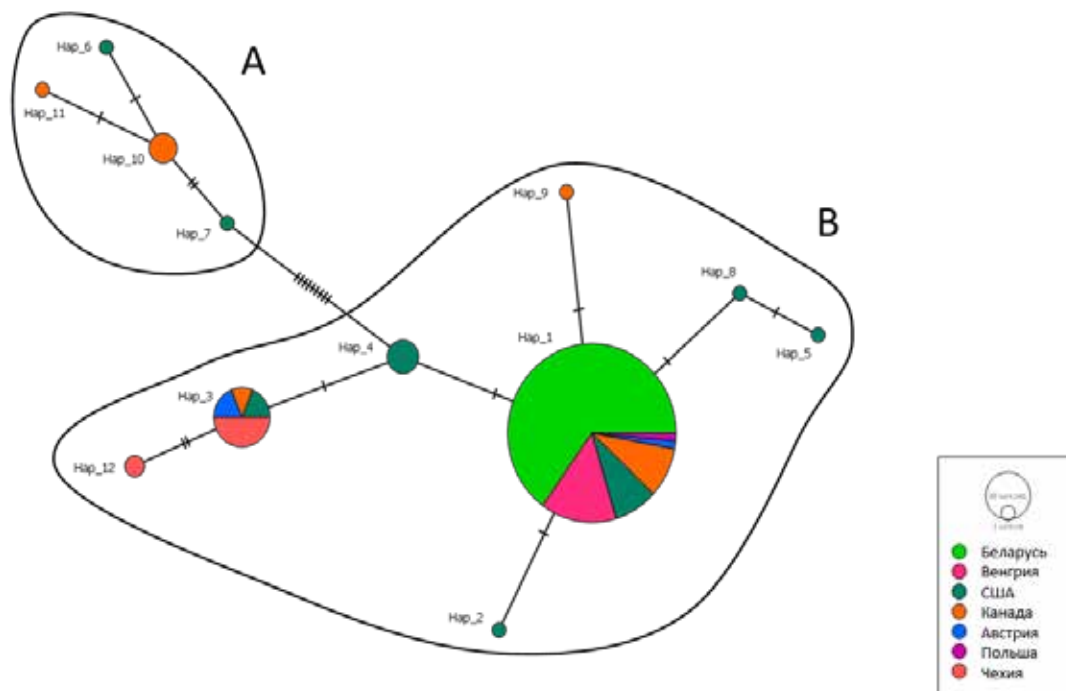 Hap_6
A
Hap_11
Hap_10
Hap_7
Hap_9
B
Hap_8
Hap_1
Hap_5
Hap_4
Hap_3
Hap_12
Hap_2
Беларусь
Венгрия
США
Канада
Австрия
Польша
Чехия